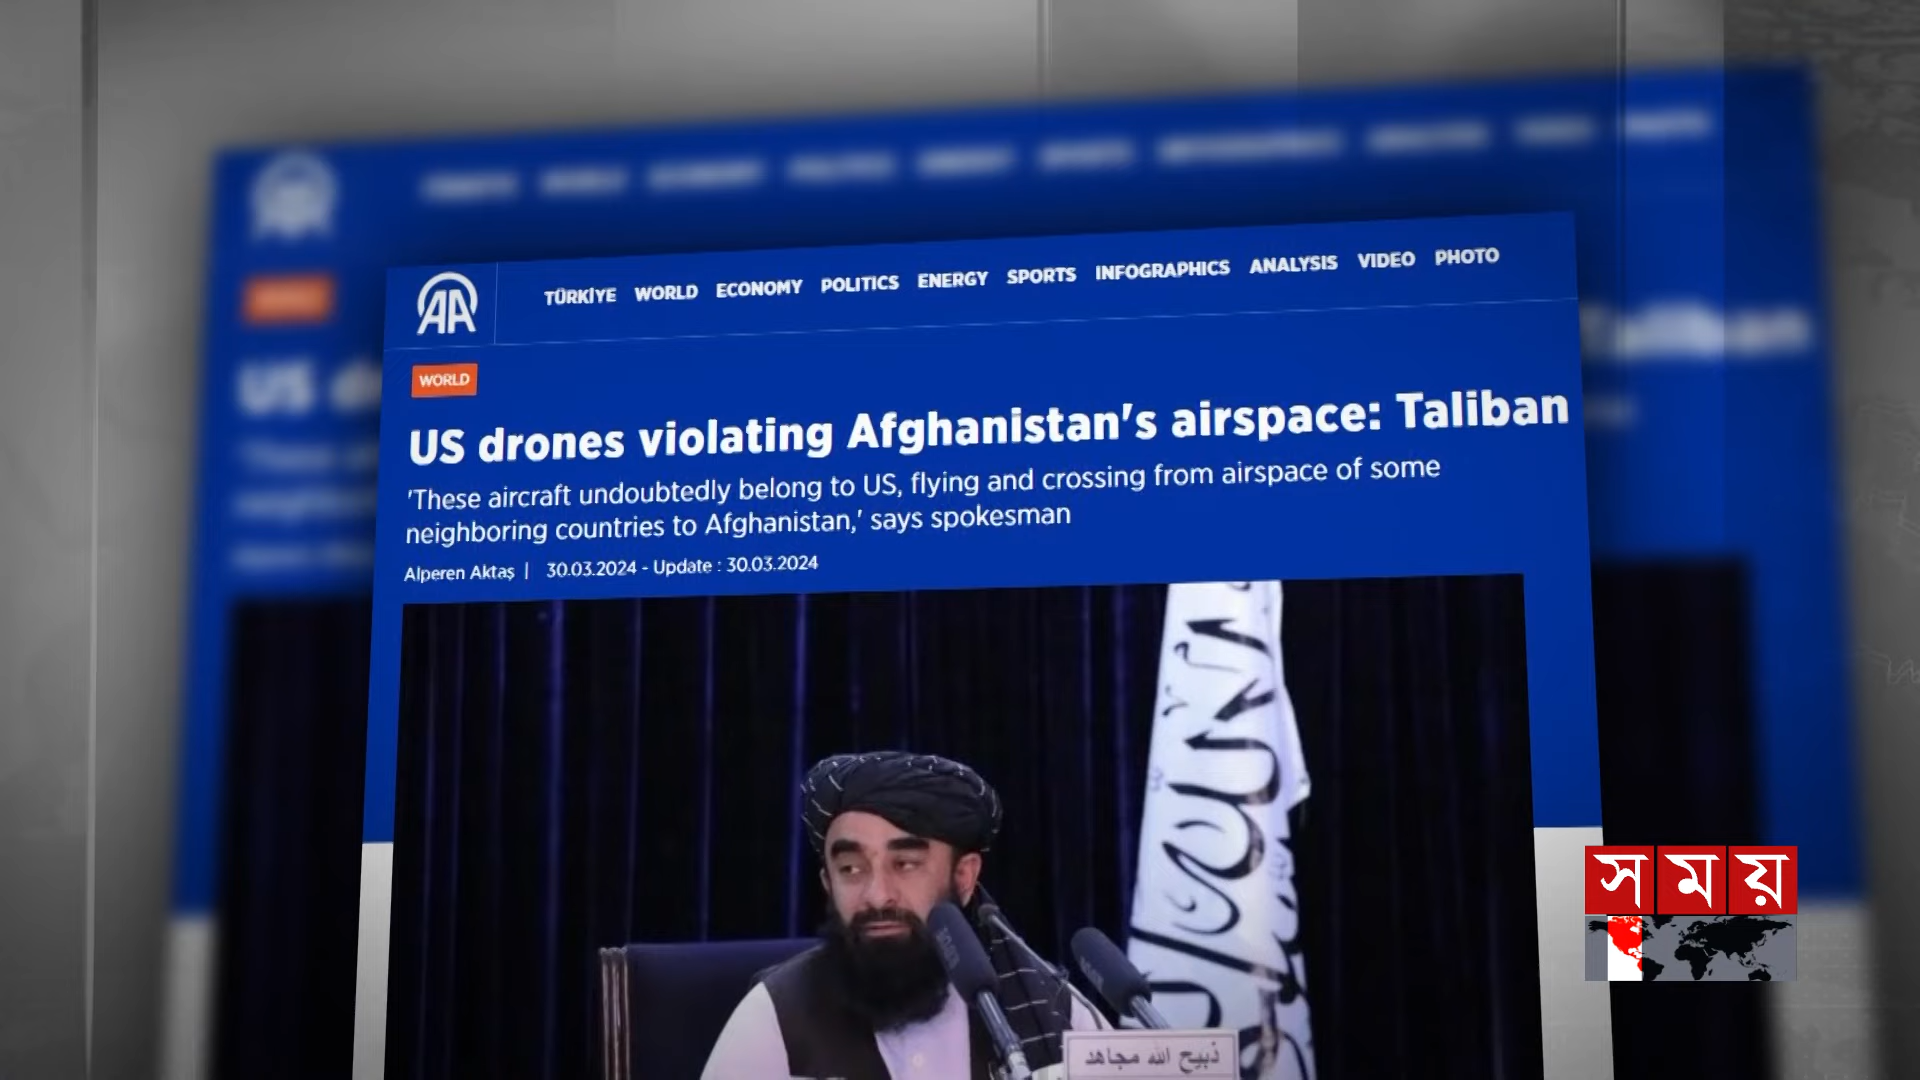 AA
TÜRKİYE WORLD ECONOMY POLITICS ENERGY SPORTS INFOGRAPHICS ANALYSIS VIDEO PHOTO
WORLD
US drones violating Afghanistan's airspace: Taliban
'These aircraft undoubtedly belong to US, flying and crossing from airspace of some
neighboring countries to Afghanistan,' says spokesman
Alperen Aktaş | 30.03.2024 - Update : 30.03.2024
ذبيح الله مجاهد
সময়